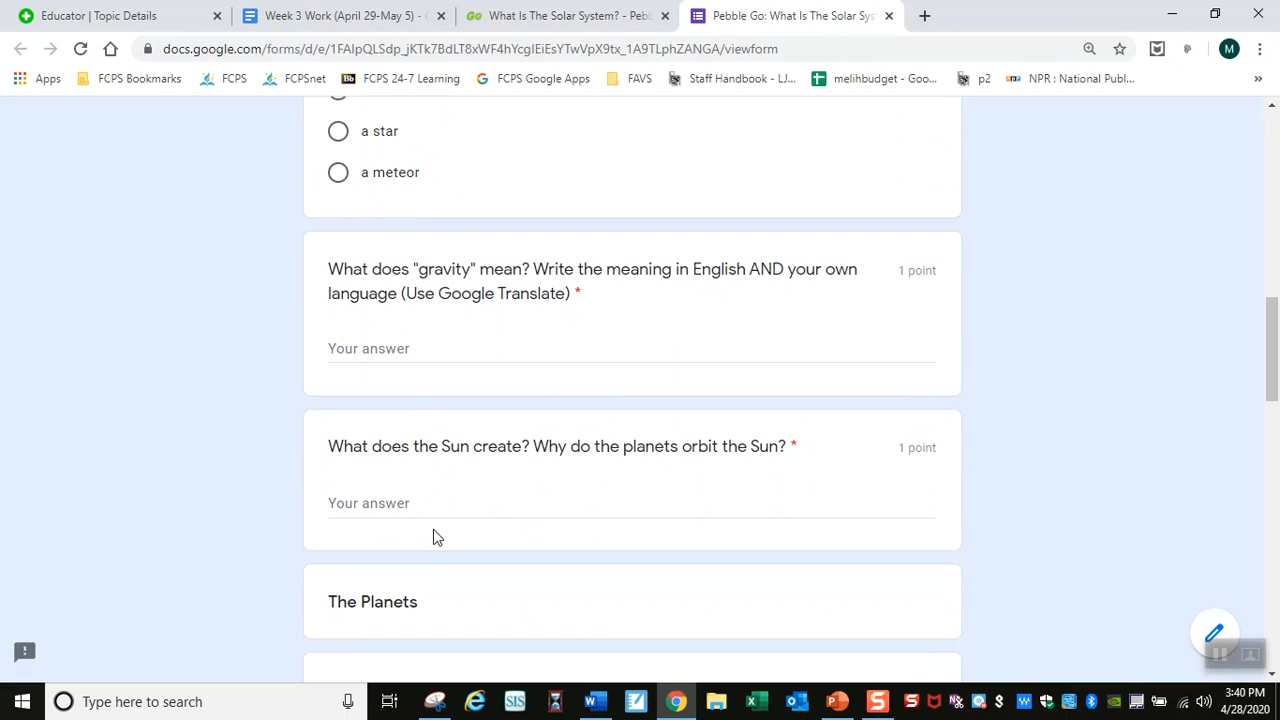 Educator | Topic Details
Week 3 Work (April 29-May 5) - F
What Is The Solar System? - Pebb
Pebble Go: What Is The Solar Sys
docs.google.com/forms/d/e/1FAIpQLSdp_jKTk7BdLT8xWF4hYcgIEiEsYTwVpX9tx_1A9TLphZANGA/viewform
M
Apps
FCPS Bookmarks
FCPS
FCPSnet
Bb FCPS 24-7 Learning
FCPS Google Apps
FAVS
Staff Handbook - LJ...
melihbudget - Goo...
p2
NPR : National Publ...
a star
a meteor
What does "gravity" mean? Write the meaning in English AND your own
language (Use Google Translate) *
1 point
Your answer
What does the Sun create? Why do the planets orbit the Sun? *
1 point
Your answer
The Planets
Type here to search
SIS
3:40 PM
4/28/2020